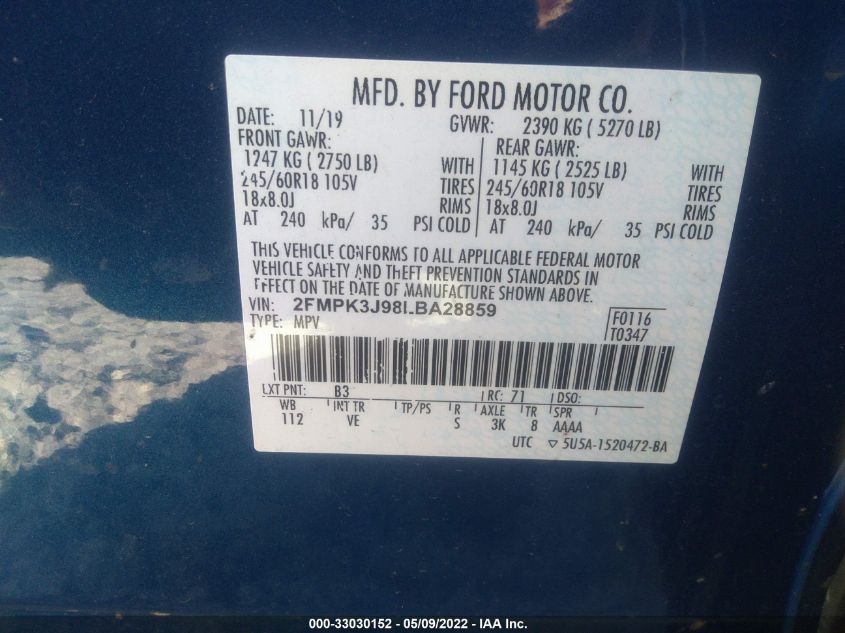 MFD. BY FORD MOTOR CO.
DATE: 11/19 GVWR: 2390 KG ( 5270 LB)
FRONT GAWR: REAR GAWR:
1247 KG ( 2750 LB) WITH 1145 KG ( 2525 LB) WITH
245/60R18 105V TIRES 245/60R18 105V TIRES
18x8.0J RIMS 18x8.0J RIMS
AT 240 kPa/ 35 PSI COLD AT 240 kPa/ 35 PSI COLD
THIS VEHICLE CONFORMS TO ALL APPLICABLE FEDERAL MOTOR
VEHICLE SAFETY AND THEFT PREVENTION STANDARDS IN
EFFECT ON THE DATE OF MANUFACTURE SHOWN ABOVE.
VIN: 2FMPK3J98LBA28859 F0116
TYPE: MPV T0347
EXT PNT: B3 RC: 71 DSO:
WB INT TR TP/PS R AXLE TR SPR
112 VE S 3K 8 AAAA
UTC ▽ 5U5A-1520472-BA
000-33030152 - 05/09/2022 - IAA Inc.